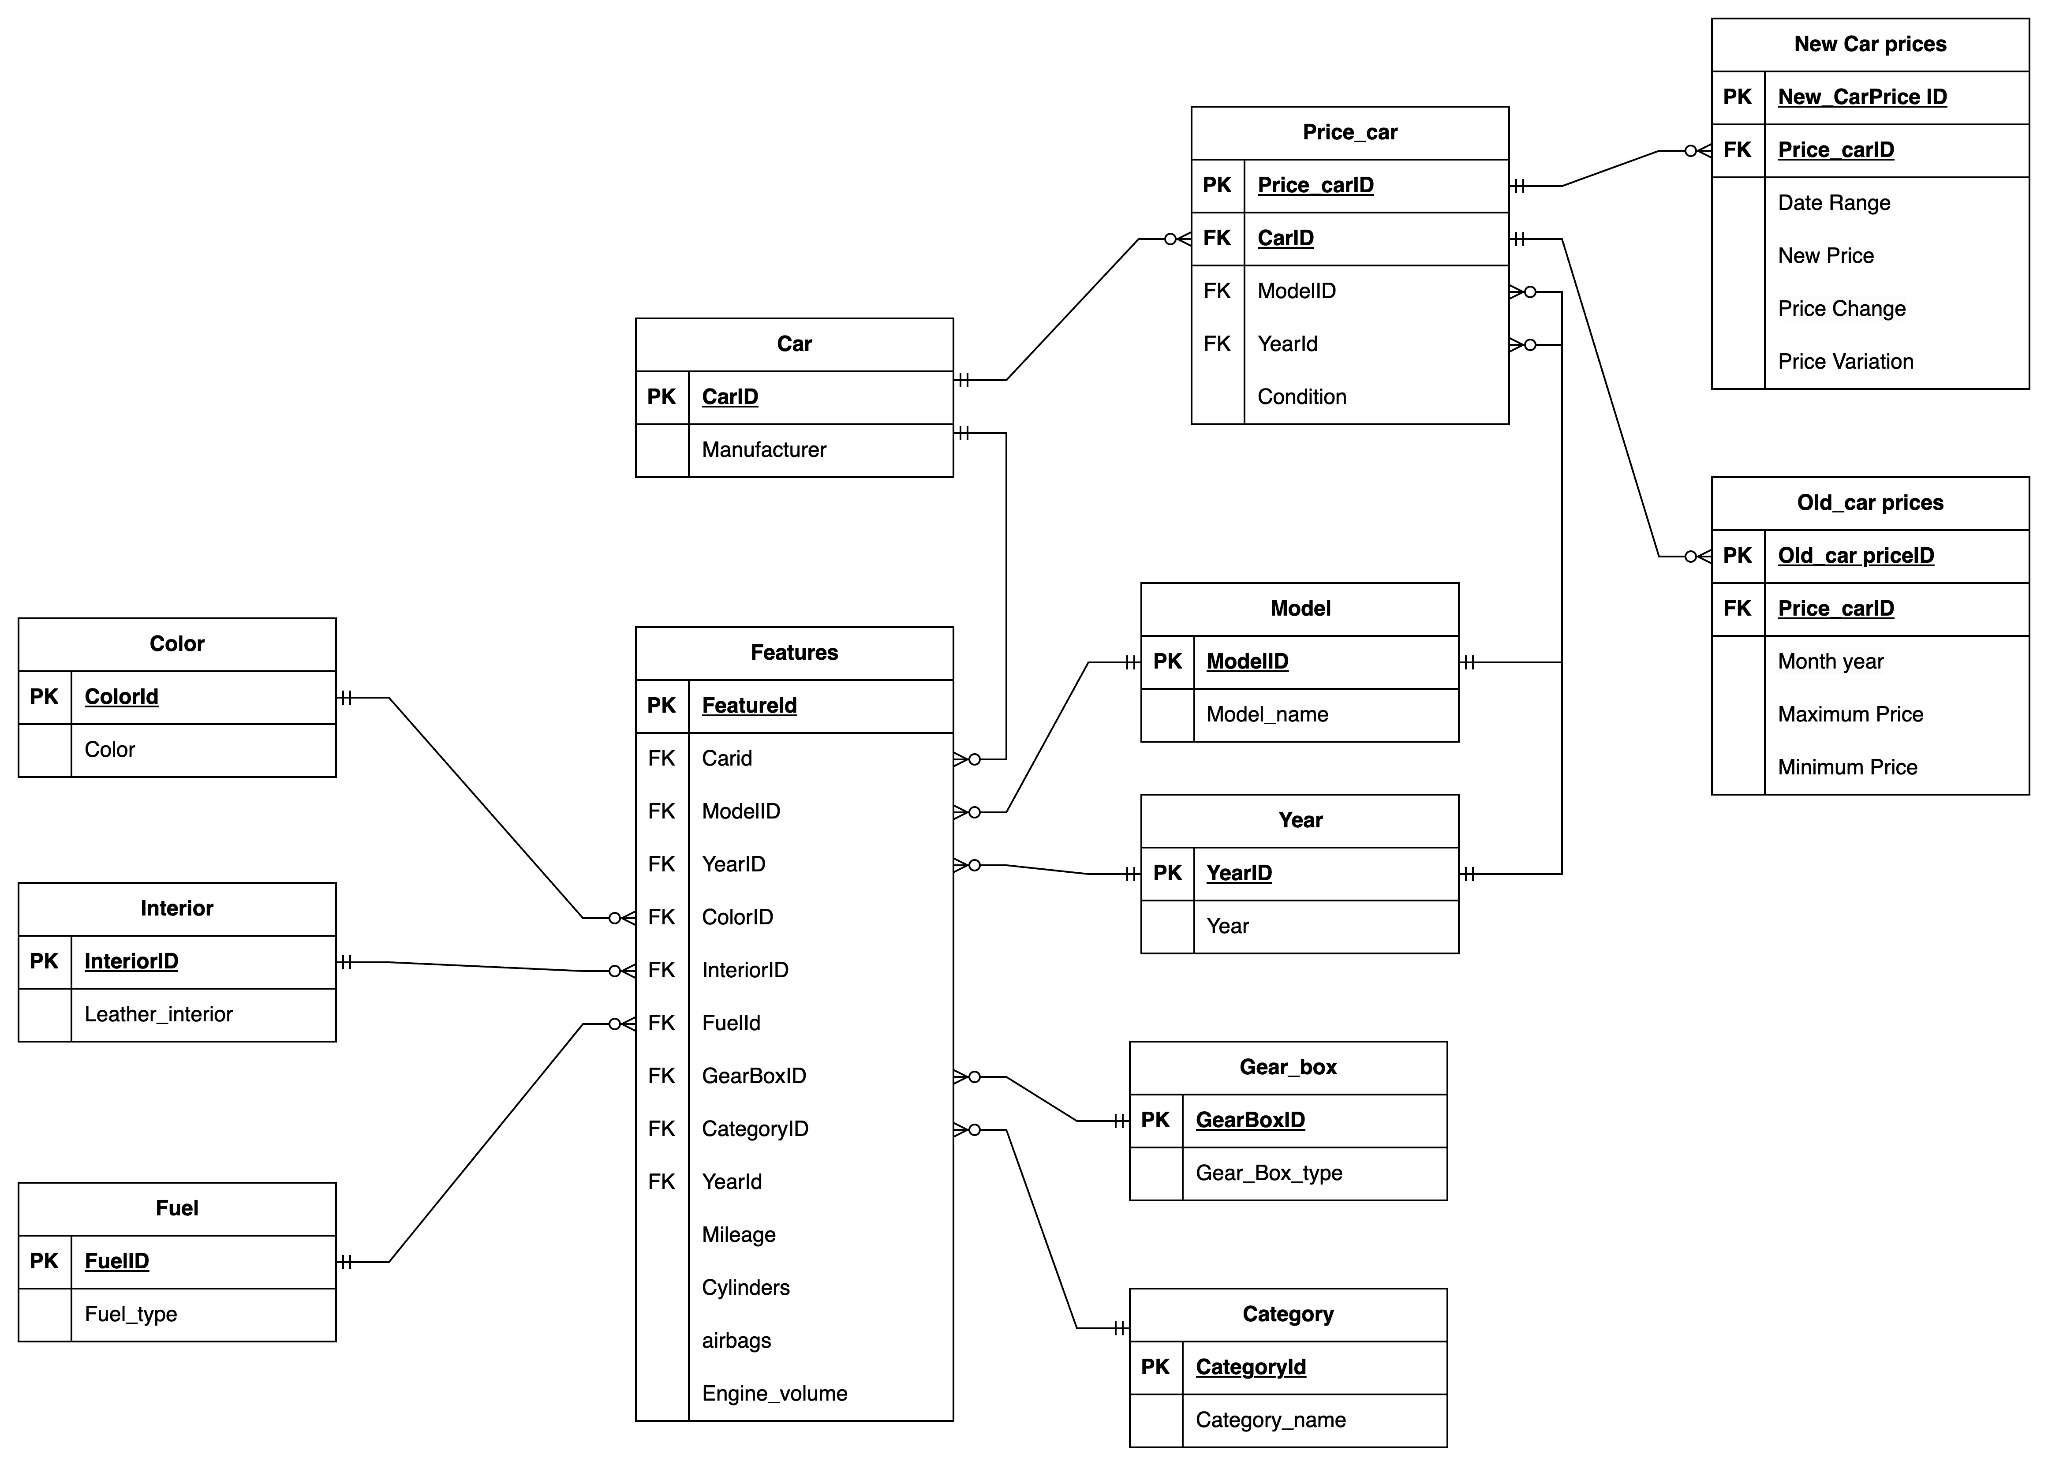 New Car prices
PK New_CarPrice ID
FK Price_carID
Date Range
New Price
Price Change
Price Variation
Price_car
PK Price_carID
FK CarID
FK ModelID
FK YearId
Condition
Car
PK CarID
Manufacturer
Old_car prices
PK Old_car priceID
FK Price_carID
Month year
Maximum Price
Minimum Price
Model
PK ModelID
Model_name
Color
PK ColorId
Color
Features
PK FeatureId
FK Carid
FK ModelID
FK YearID
FK ColorID
FK InteriorID
FK FuelId
FK GearBoxID
FK CategoryID
FK YearId
Mileage
Cylinders
airbags
Engine_volume
Year
PK YearID
Year
Interior
PK InteriorID
Leather_interior
Gear_box
PK GearBoxID
Gear_Box_type
Fuel
PK FuelID
Fuel_type
Category
PK CategoryId
Category_name